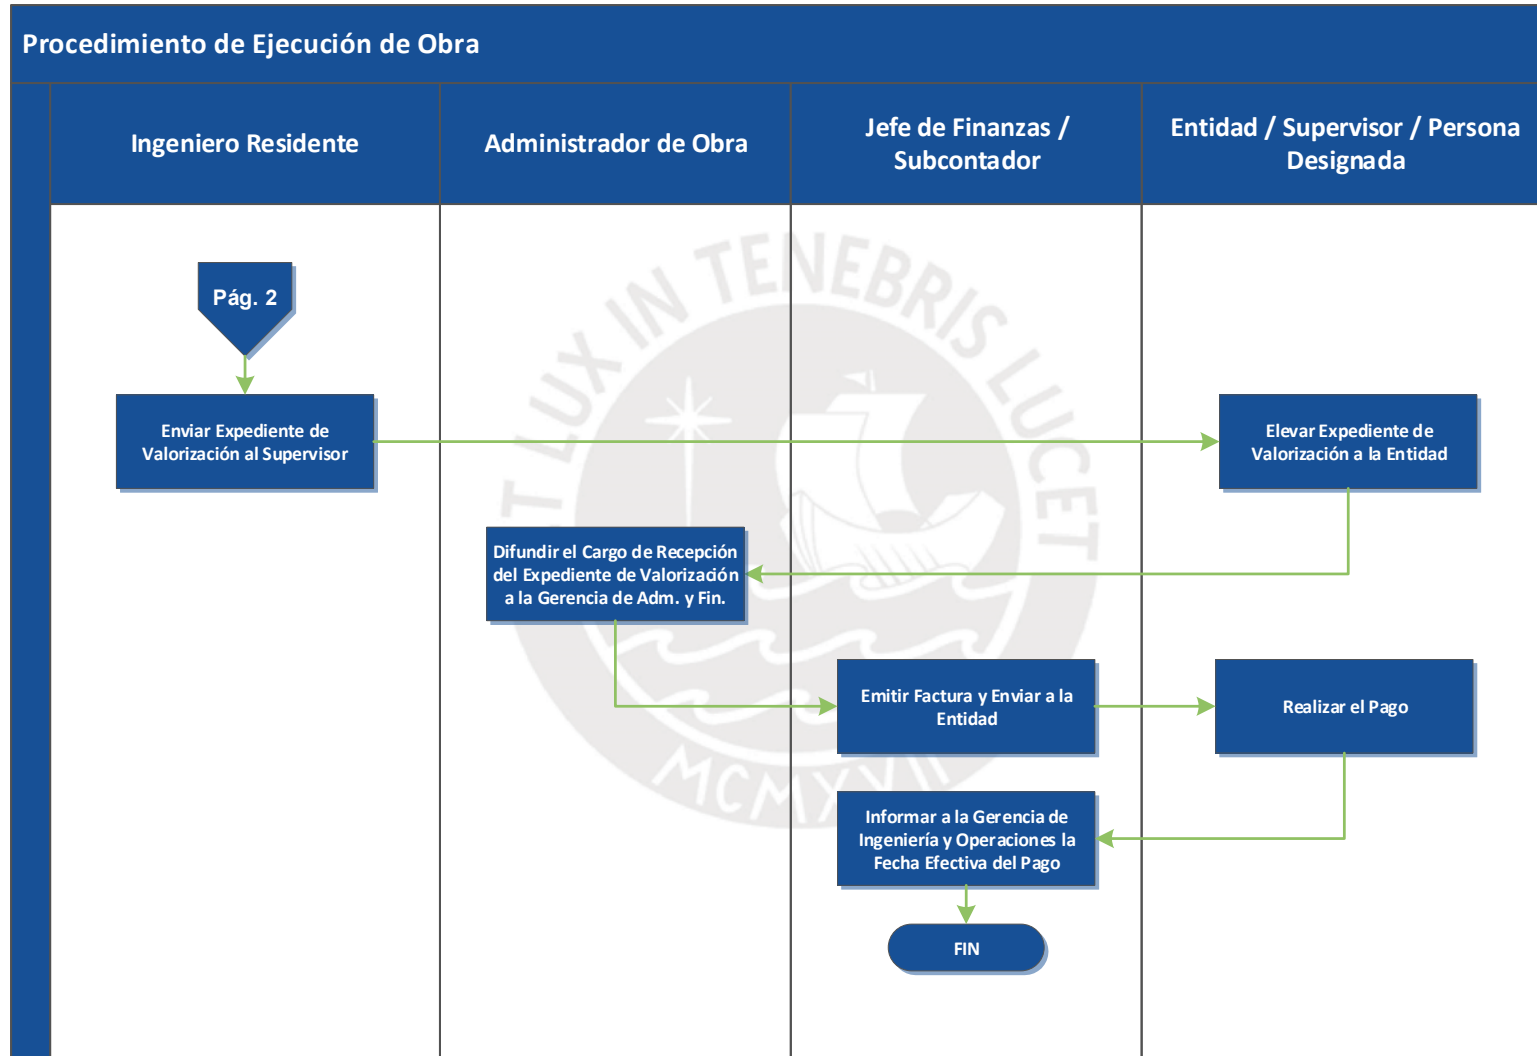 Procedimiento de Ejecución de Obra
Ingeniero Residente
Administrador de Obra
Jefe de Finanzas /
Subcontador
Entidad / Supervisor / Persona
Designada
Pág. 2
Enviar Expediente de
Valorización al Supervisor
Elevar Expediente de
Valorización a la Entidad
Difundir el Cargo de Recepción
del Expediente de Valorización
a la Gerencia de Adm. y Fin.
Emitir Factura y Enviar a la
Entidad
Realizar el Pago
Informar a la Gerencia de
Ingeniería y Operaciones la
Fecha Efectiva del Pago
FIN
ET LUX IN TENEBRIS LUCET
MCMXVII